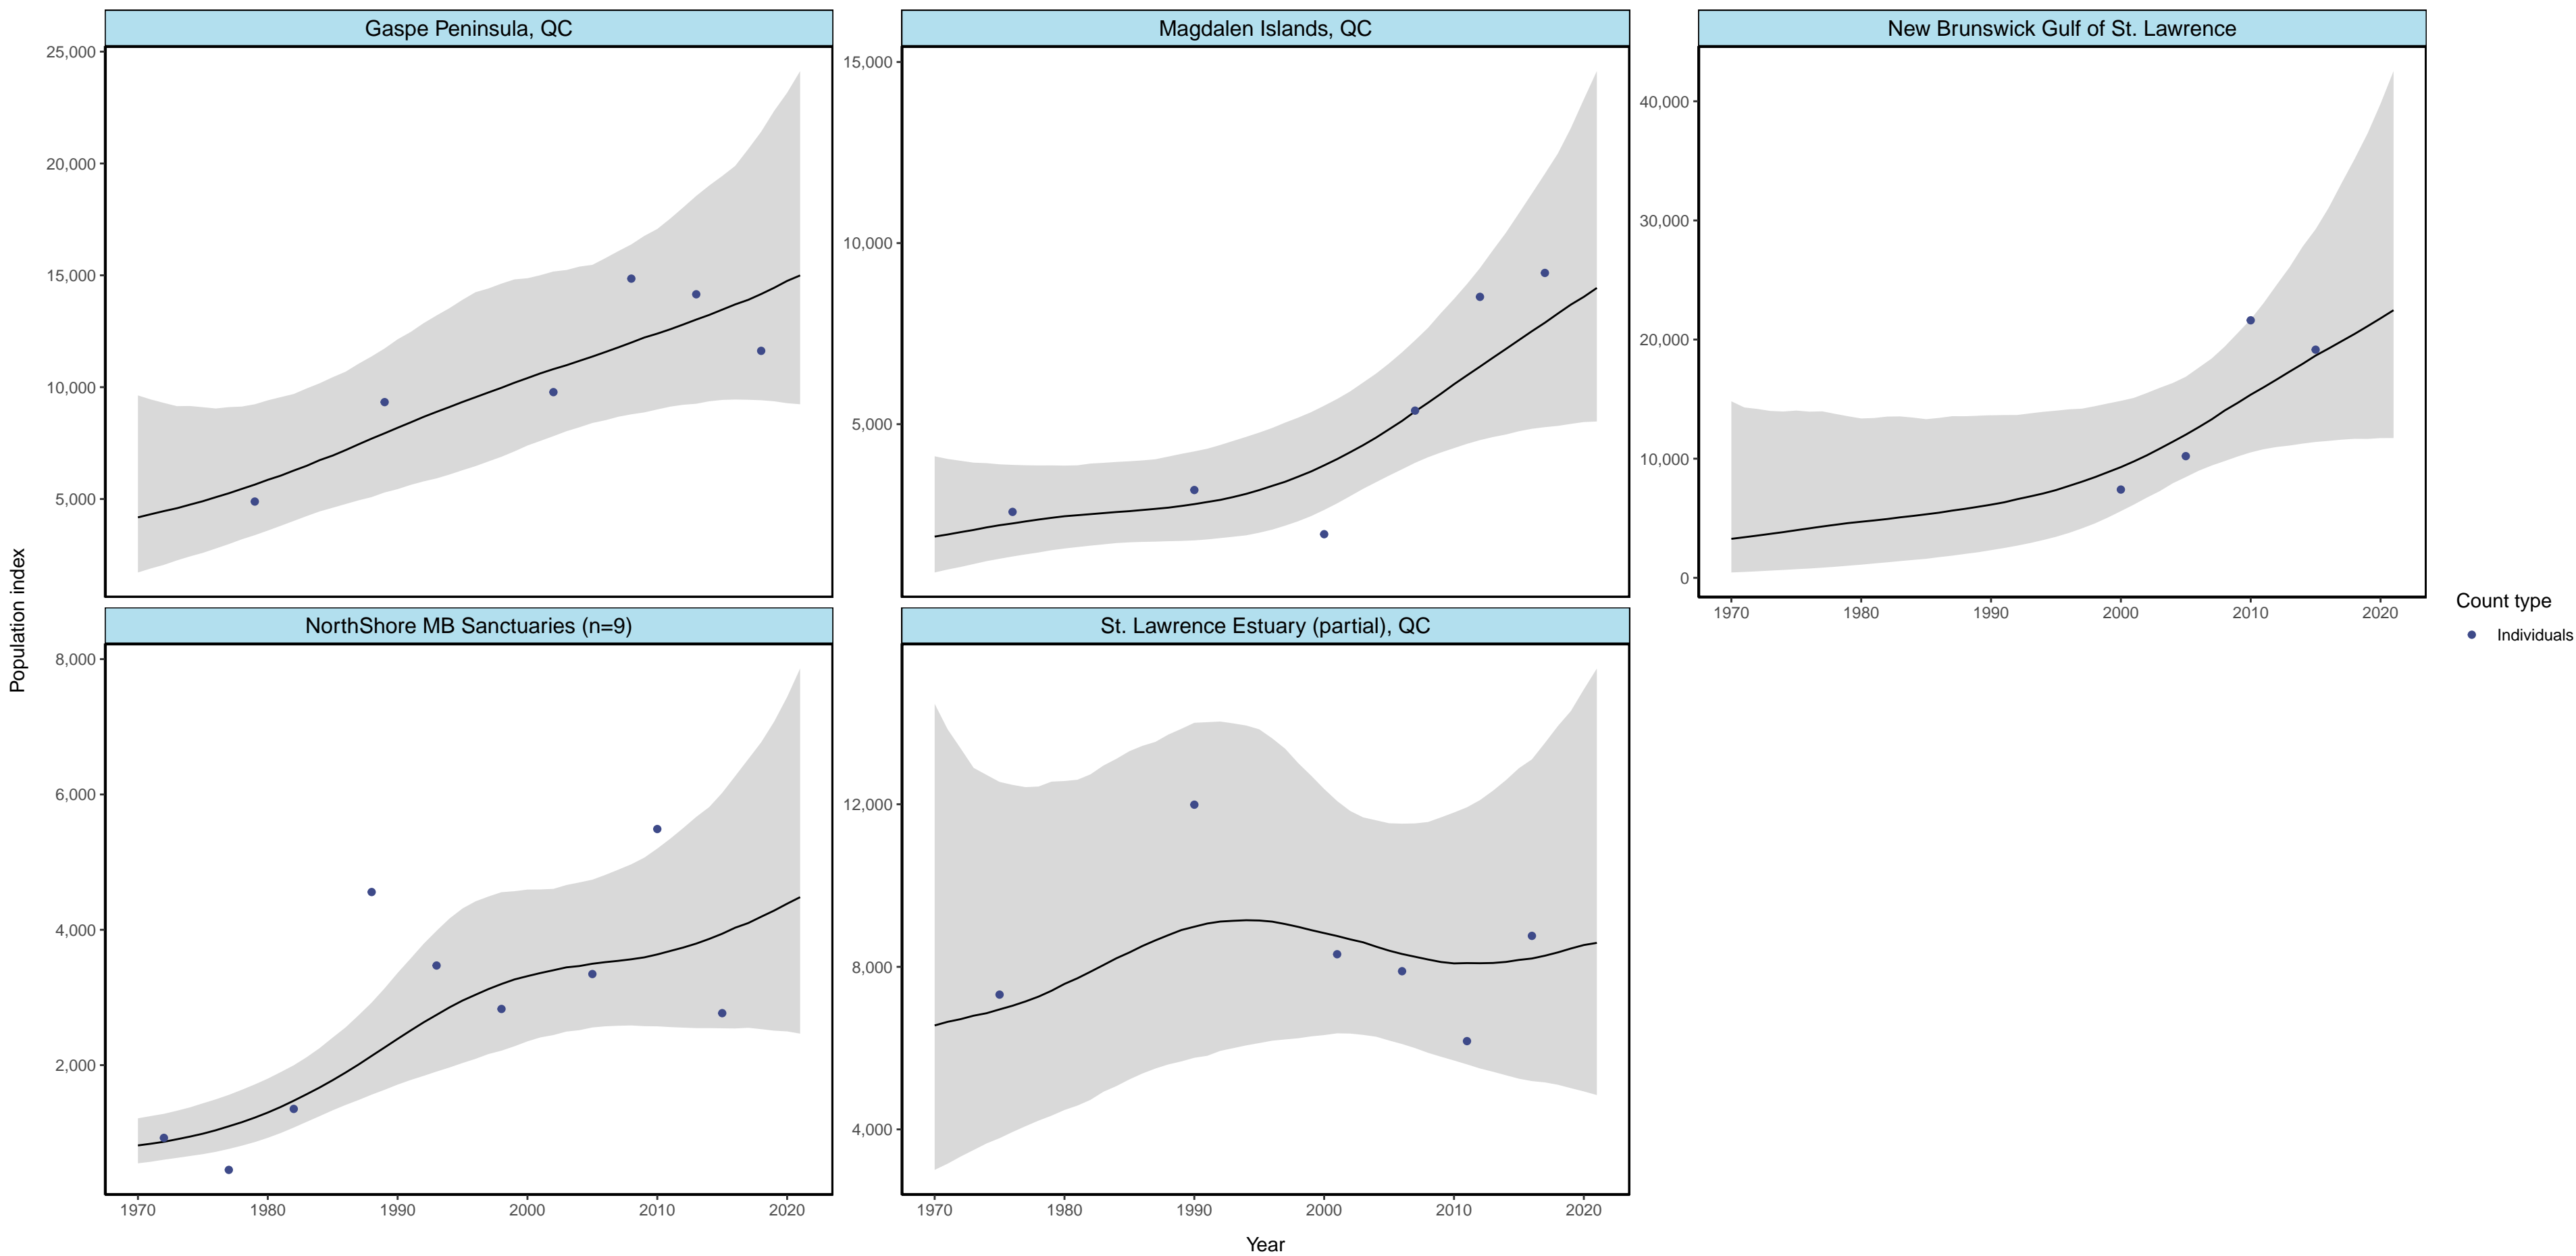 Gaspe Peninsula, QC
Magdalen Islands, QC
New Brunswick Gulf of St. Lawrence
25,000
20,000
15,000
10,000
5,000
15,000
10,000
5,000
40,000
30,000
20,000
10,000
0
1970 1980 1990 2000 2010 2020
Population index
NorthShore MB Sanctuaries (n=9)
St. Lawrence Estuary (partial), QC
8,000
6,000
4,000
2,000
12,000
8,000
4,000
1970 1980 1990 2000 2010 2020
1970 1980 1990 2000 2010 2020
Year
Count type
Individuals